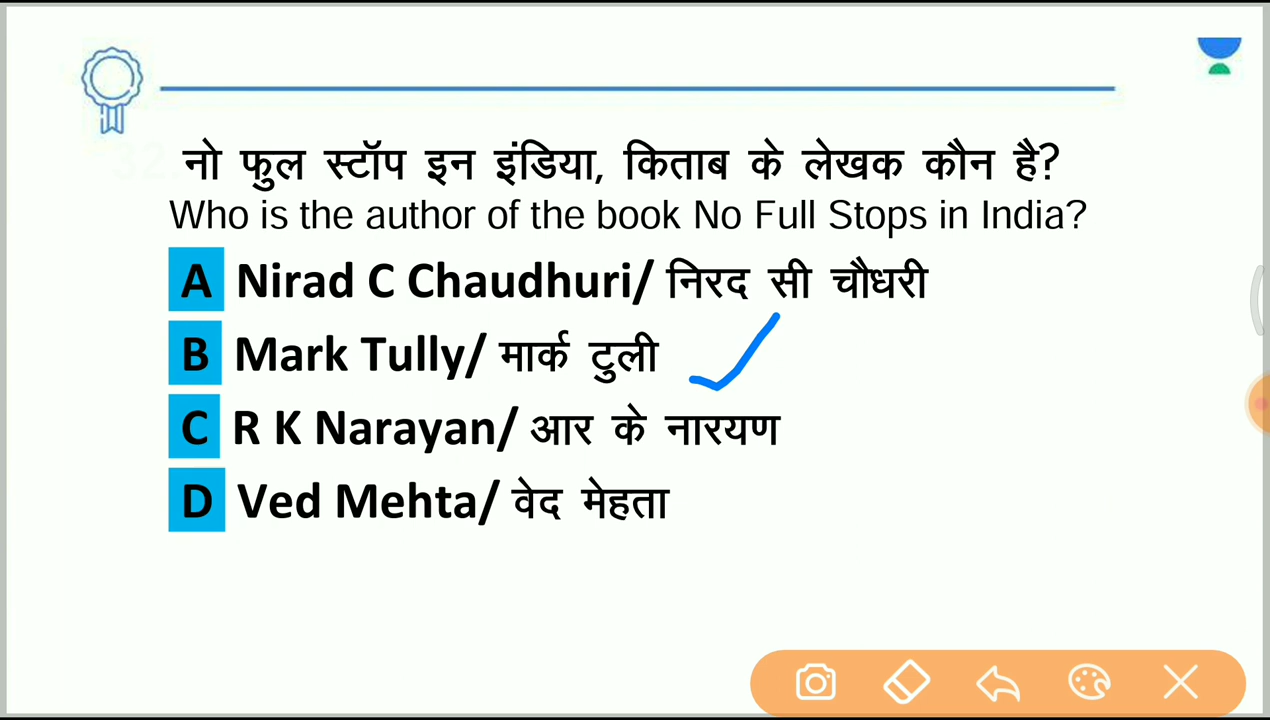 नो फुल स्टॉप इन इंडिया, किताब के लेखक कौन है?
Who is the author of the book No Full Stops in India?
A Nirad C Chaudhuri/ निरद सी चौधरी
B Mark Tully/ मार्क टुली
C R K Narayan/ आर के नारयण
D Ved Mehta/ वेद मेहता